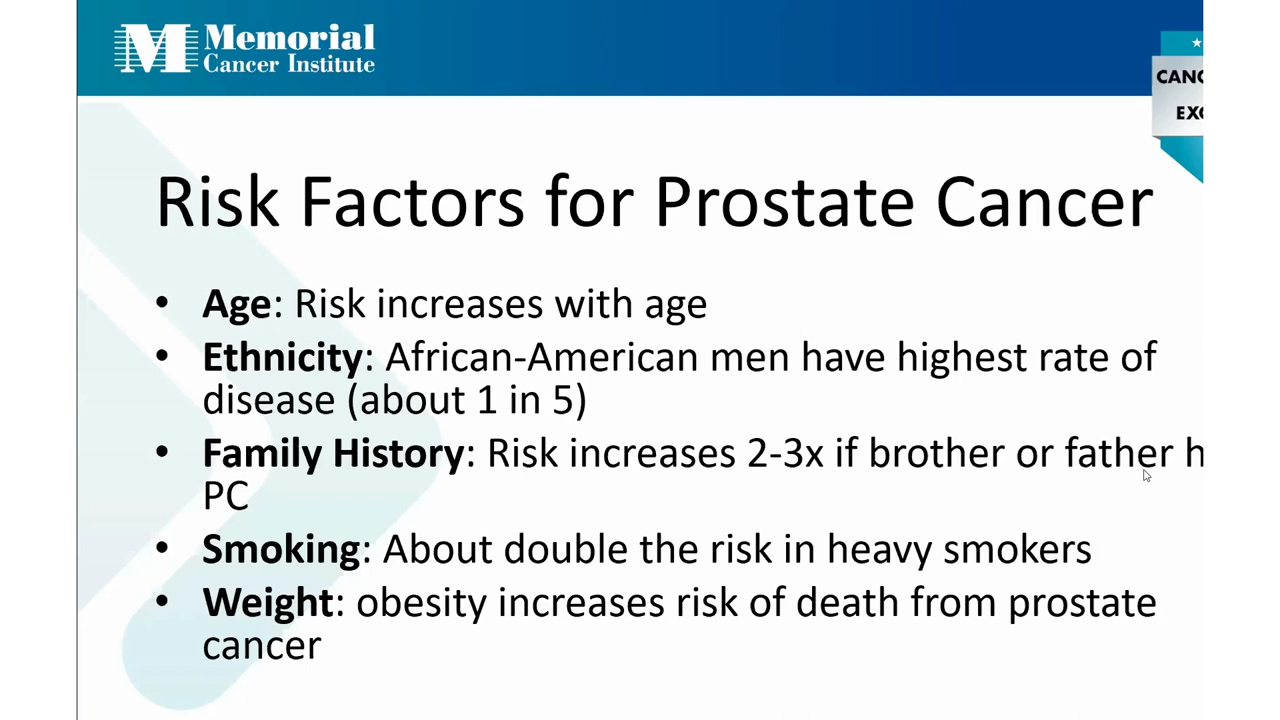 Memorial
Cancer Institute
CANC
EXC
Risk Factors for Prostate Cancer
• Age: Risk increases with age
• Ethnicity: African-American men have highest rate of
disease (about 1 in 5)
• Family History: Risk increases 2-3x if brother or father h
PC
• Smoking: About double the risk in heavy smokers
• Weight: obesity increases risk of death from prostate
cancer